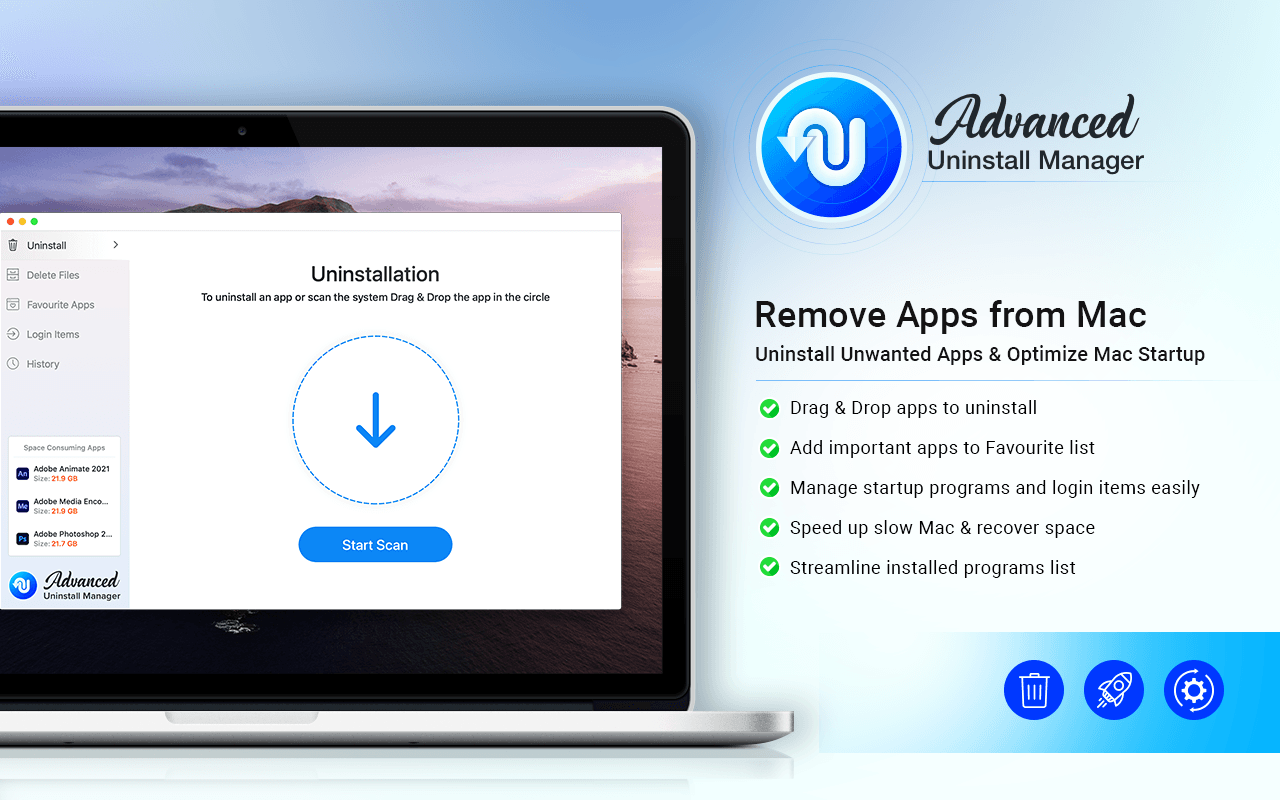 Advanced
Uninstall Manager
Uninstall
Delete Files
Favourite Apps
Login Items
History
Space Consuming Apps
Adobe Animate 2021
Size: 21.9 GB
Adobe Media Enco...
Size: 21.9 GB
Adobe Photoshop 2...
Size: 21.7 GB
An
Me
Ps
Advanced
Uninstall Manager
Uninstallation
To uninstall an app or scan the system Drag & Drop the app in the circle
Start Scan
Remove Apps from Mac
Uninstall Unwanted Apps & Optimize Mac Startup
Drag & Drop apps to uninstall
Add important apps to Favourite list
Manage startup programs and login items easily
Speed up slow Mac & recover space
Streamline installed programs list